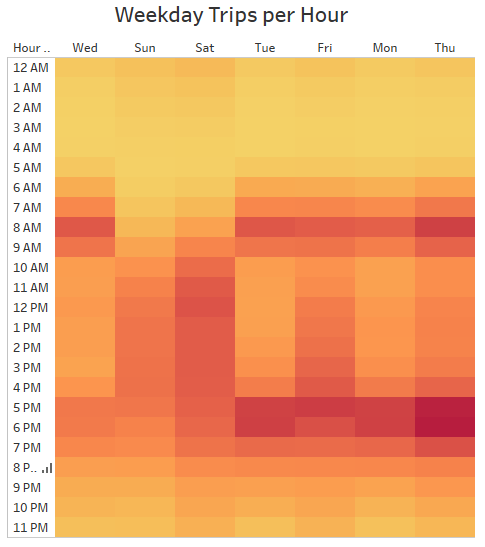 Weekday Trips per Hour
Hour .. Wed Sun Sat Tue Fri Mon Thu
12 AM
1 AM
2 AM
3 AM
4 AM
5 AM
6 AM
7 AM
8 AM
9 AM
10 AM
11 AM
12 PM
1 PM
2 PM
3 PM
4 PM
5 PM
6 PM
7 PM
8 P..
9 PM
10 PM
11 PM